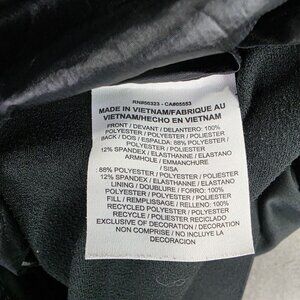 RN#56323 - CA#05553
MADE IN VIETNAM/FABRIQUE AU
VIETNAM/HECHO EN VIETNAM
FRONT / DEVANT / DELANTERO: 100%
POLYESTER / POLYESTER / POLIESTER
BACK / DOS / ESPALDA: 88% POLYESTER /
POLYESTER / POLIESTER
12% SPANDEX / ELASTHANNE / ELASTANO
ARMHOLE / EMMANCHURE
/ SISA
88% POLYESTER / POLYESTER / POLIESTER
12% SPANDEX / ELASTHANNE / ELASTANO
LINING / DOUBLURE / FORRO: 100%
POLYESTER / POLYESTER / POLIESTER
FILL / REMPLISSAGE / RELLENO: 100%
RECYCLED POLYESTER / POLYESTER
RECYCLE / POLIESTER RECICLADO
EXCLUSIVE OF DECORATION / DECORATION
NON COMPRISE / NO INCLUYE LA
DECORACION